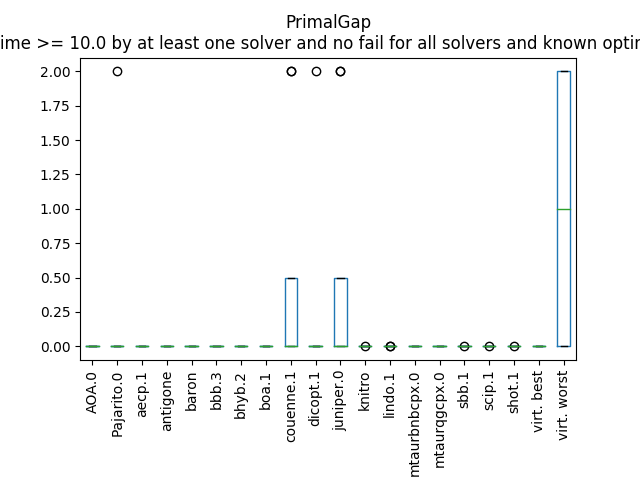 PrimalGap
ime >= 10.0 by at least one solver and no fail for all solvers and known optim
2.00
1.75
1.50
1.25
1.00
0.75
0.50
0.25
0.00
AOA.0
Pajarito.0
aecp.1
antigone
baron
bbb.3
bhyb.2
boa.1
couenne.1
dicopt.1
juniper.0
knitro
lindo.1
mtaurbnbcpx.0
mtaurqgcpx.0
sbb.1
scip.1
shot.1
virt. best
virt. worst